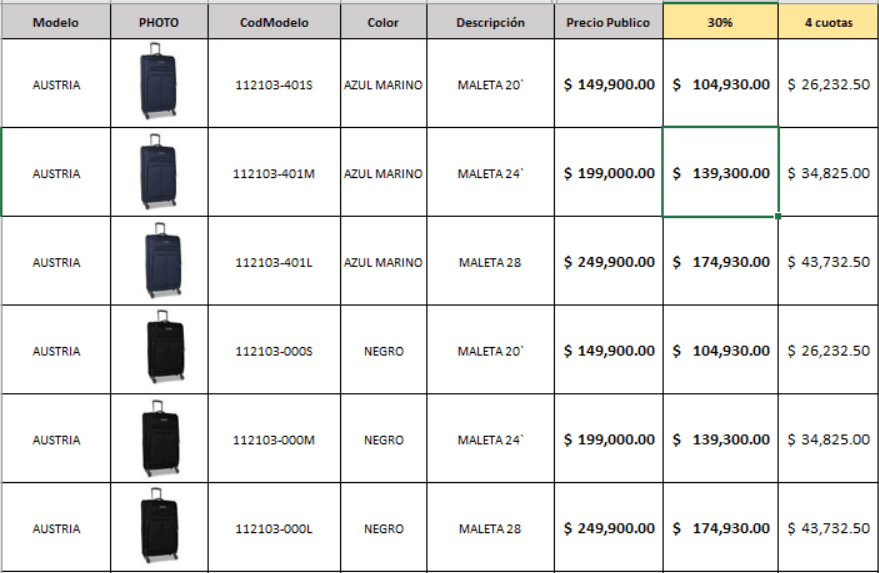 Modelo PHOTO CodModelo Color Descripción Precio Publico 30% 4 cuotas
AUSTRIA 112103-401S AZUL MARINO MALETA 20` $ 149,900.00 $ 104,930.00 $ 26,232.50
AUSTRIA 112103-401M AZUL MARINO MALETA 24` $ 199,000.00 $ 139,300.00 $ 34,825.00
AUSTRIA 112103-401L AZUL MARINO MALETA 28 $ 249,900.00 $ 174,930.00 $ 43,732.50
AUSTRIA 112103-000S NEGRO MALETA 20` $ 149,900.00 $ 104,930.00 $ 26,232.50
AUSTRIA 112103-000M NEGRO MALETA 24` $ 199,000.00 $ 139,300.00 $ 34,825.00
AUSTRIA 112103-000L NEGRO MALETA 28 $ 249,900.00 $ 174,930.00 $ 43,732.50